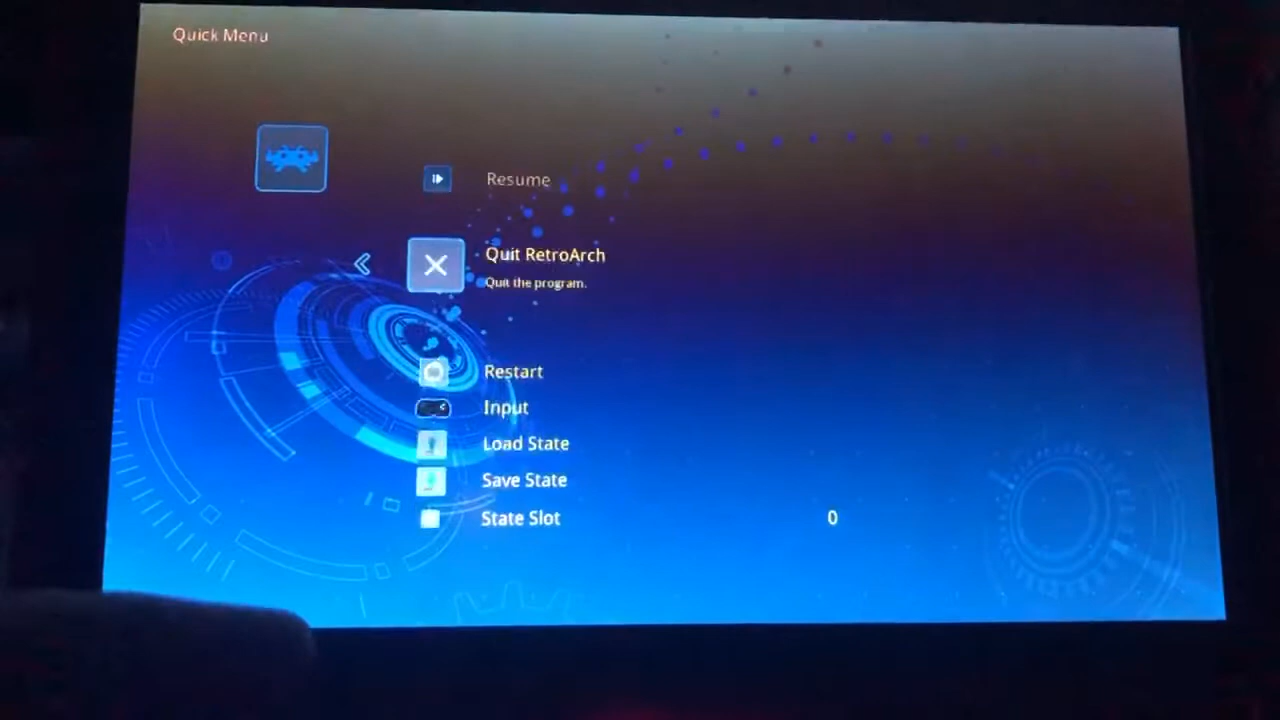 Quick Menu
Resume
Quit RetroArch
Quit the program.
Restart
Input
Load State
Save State
State Slot 0